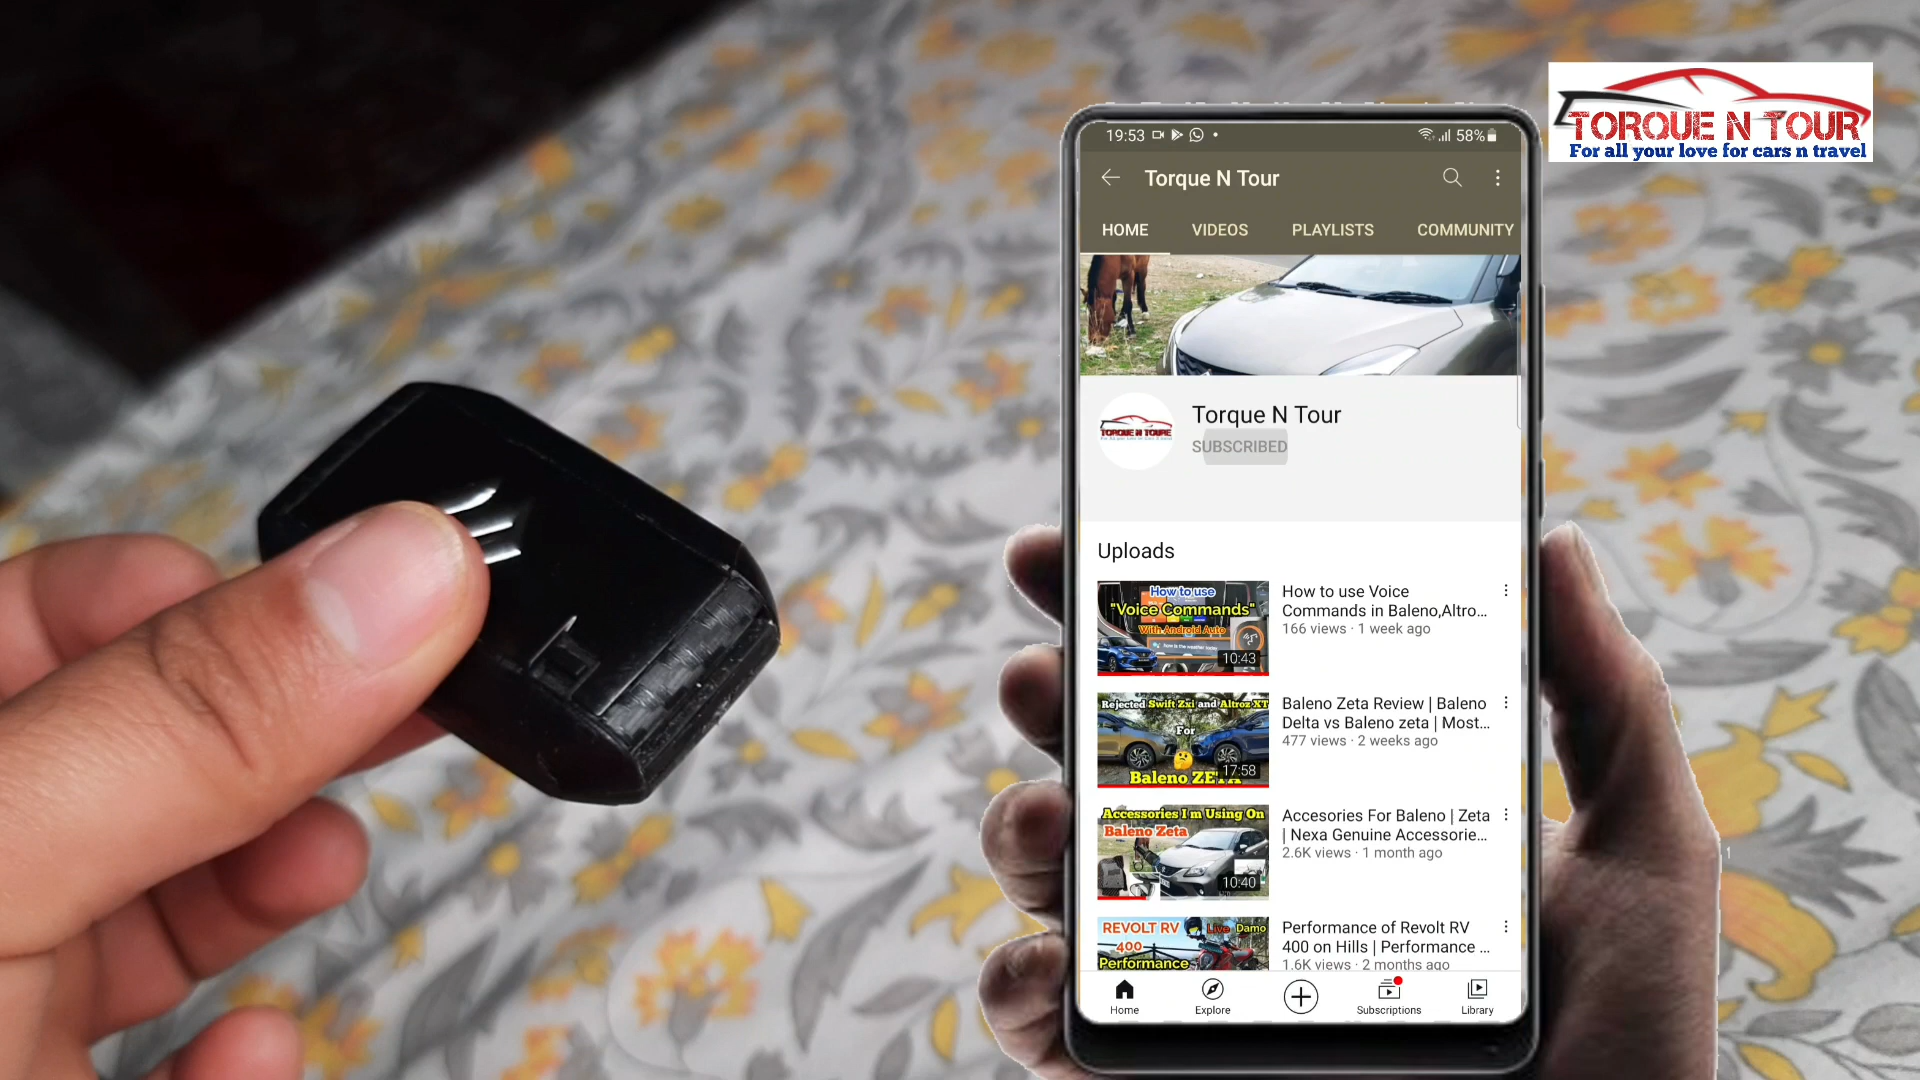 TORQUE N TOUR
For all your love for cars n travel
19:53
58%
Torque N Tour
HOME VIDEOS PLAYLISTS COMMUNITY
TORQUE N TOURE
Torque N Tour
SUBSCRIBED
Uploads
How to use
"Voice Commands"
With Android Auto
10:43
How to use Voice
Commands in Baleno,Altro...
166 views · 1 week ago
Rejected Swift Zxi and Altroz XT
For
Baleno ZETA
17:58
Baleno Zeta Review | Baleno
Delta vs Baleno zeta | Most...
477 views · 2 weeks ago
Accessories I m Using On
Baleno Zeta
10:40
Accesories For Baleno | Zeta
| Nexa Genuine Accessorie...
2.6K views · 1 month ago
REVOLT RV
400
Live Damo
Performance
Performance of Revolt RV
400 on Hills | Performance ...
1.6K views · 2 months ago
Home Explore Subscriptions Library